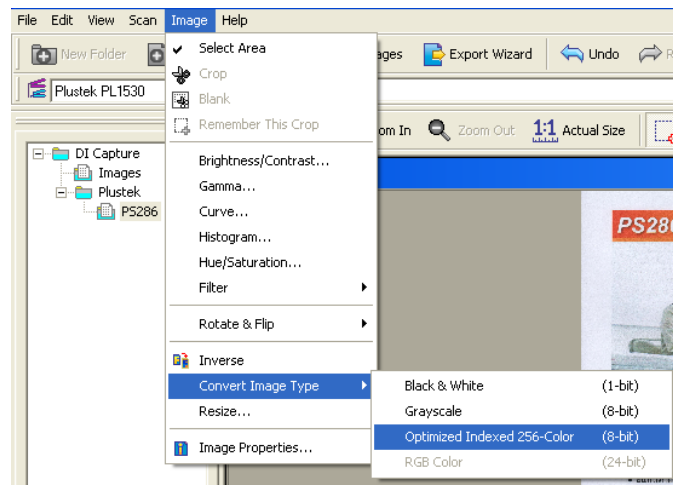 File Edit View Scan Image Help
New Folder
ages Export Wizard Undo
Plustek PL1530
om In Zoom Out 1:1 Actual Size
DI Capture
Images
Plustek
PS286
Select Area
Crop
Blank
Remember This Crop
Brightness/Contrast...
Gamma...
Curve...
Histogram...
Hue/Saturation...
Filter
Rotate & Flip
Inverse
Convert Image Type
Resize...
Image Properties...
Black & White (1-bit)
Grayscale (8-bit)
Optimized Indexed 256-Color (8-bit)
RGB Color (24-bit)
PS28